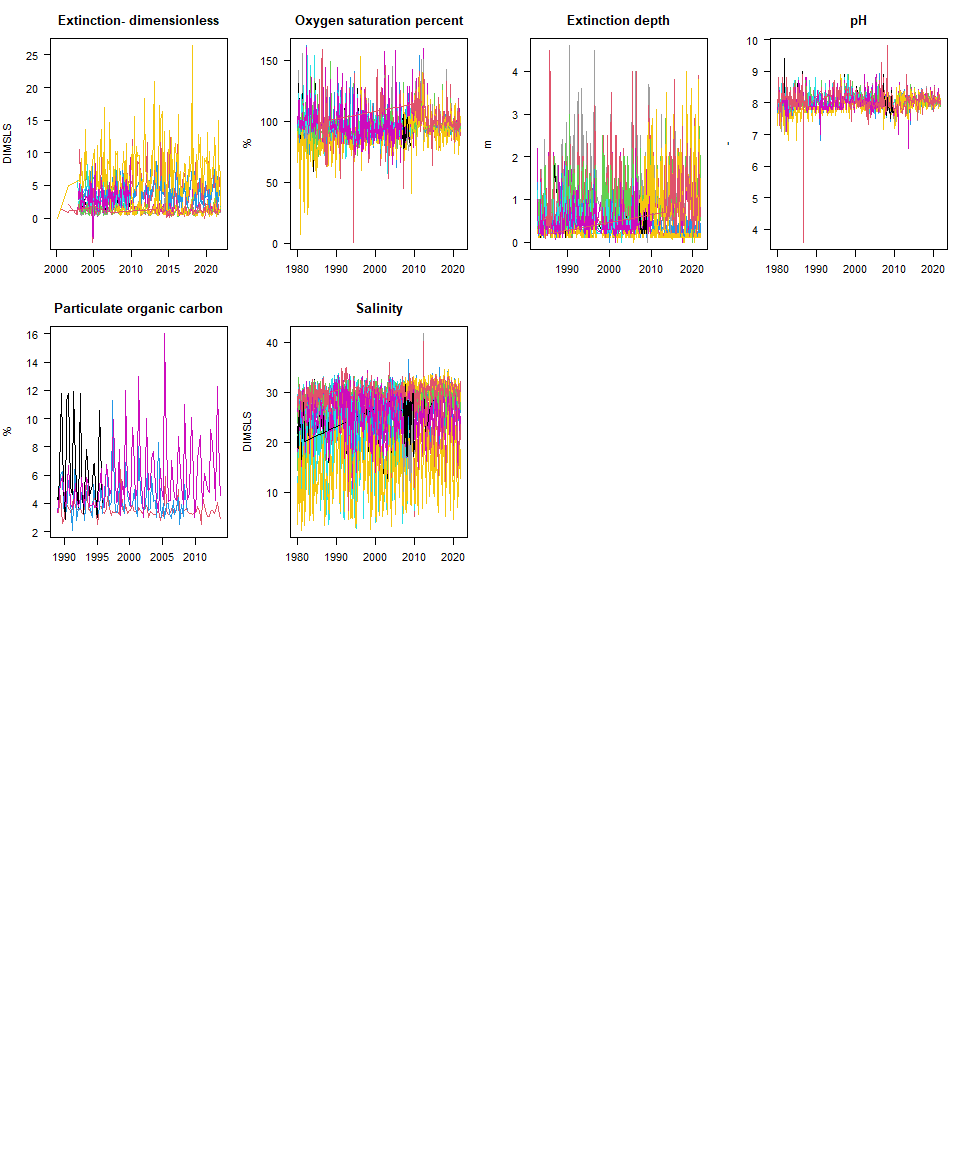 Extinction- dimensionless
Oxygen saturation percent
Extinction depth
pH
DIMSLS
25
20
15
10
5
0
2000 2005 2010 2015 2020
%
150
100
50
0
1980 1990 2000 2010 2020
m
4
3
2
1
0
1990 2000 2010 2020
-
10
9
8
7
6
5
4
1980 1990 2000 2010 2020
Particulate organic carbon
Salinity
%
16
14
12
10
8
6
4
2
1990 1995 2000 2005 2010
DIMSLS
40
30
20
10
1980 1990 2000 2010 2020